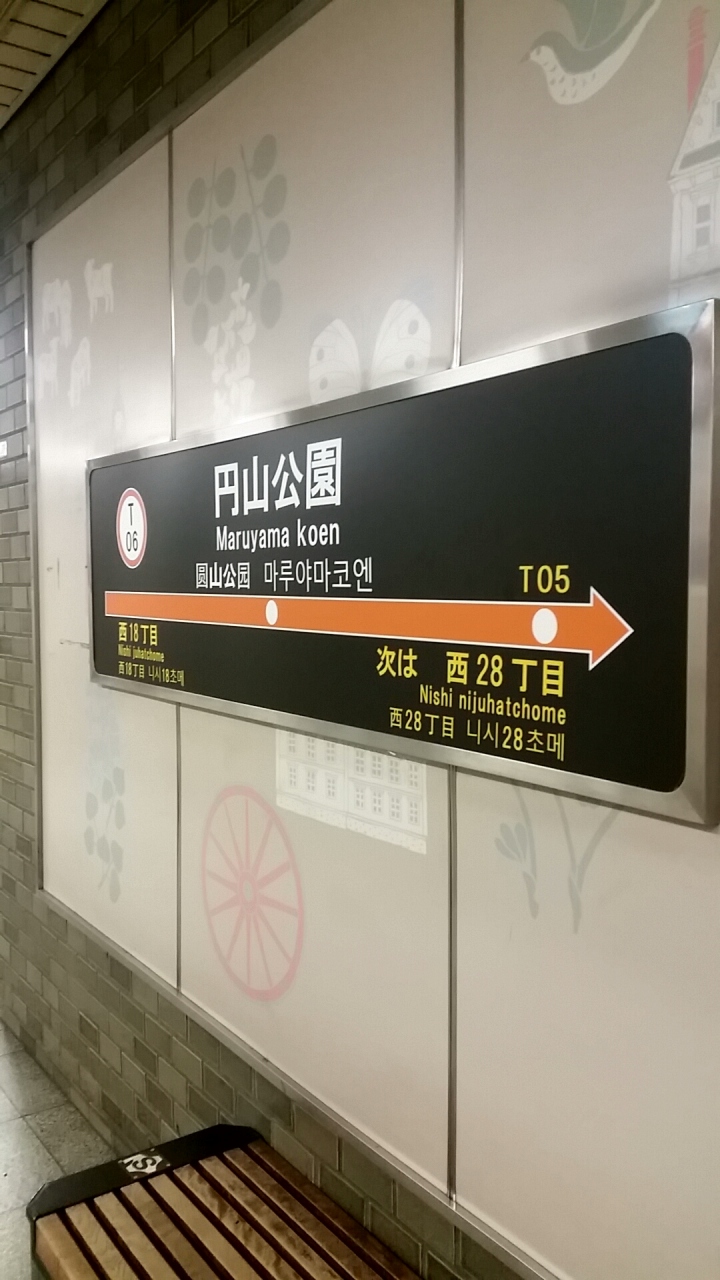 円山公園
T
06
Maruyama koen
圆山公园 마루야마코엔
T05
西18丁目
Nishi juhatchome
西18丁目 니시18초메
次は 西28丁目
Nishi nijuhatchome
西28丁目 니시28초메